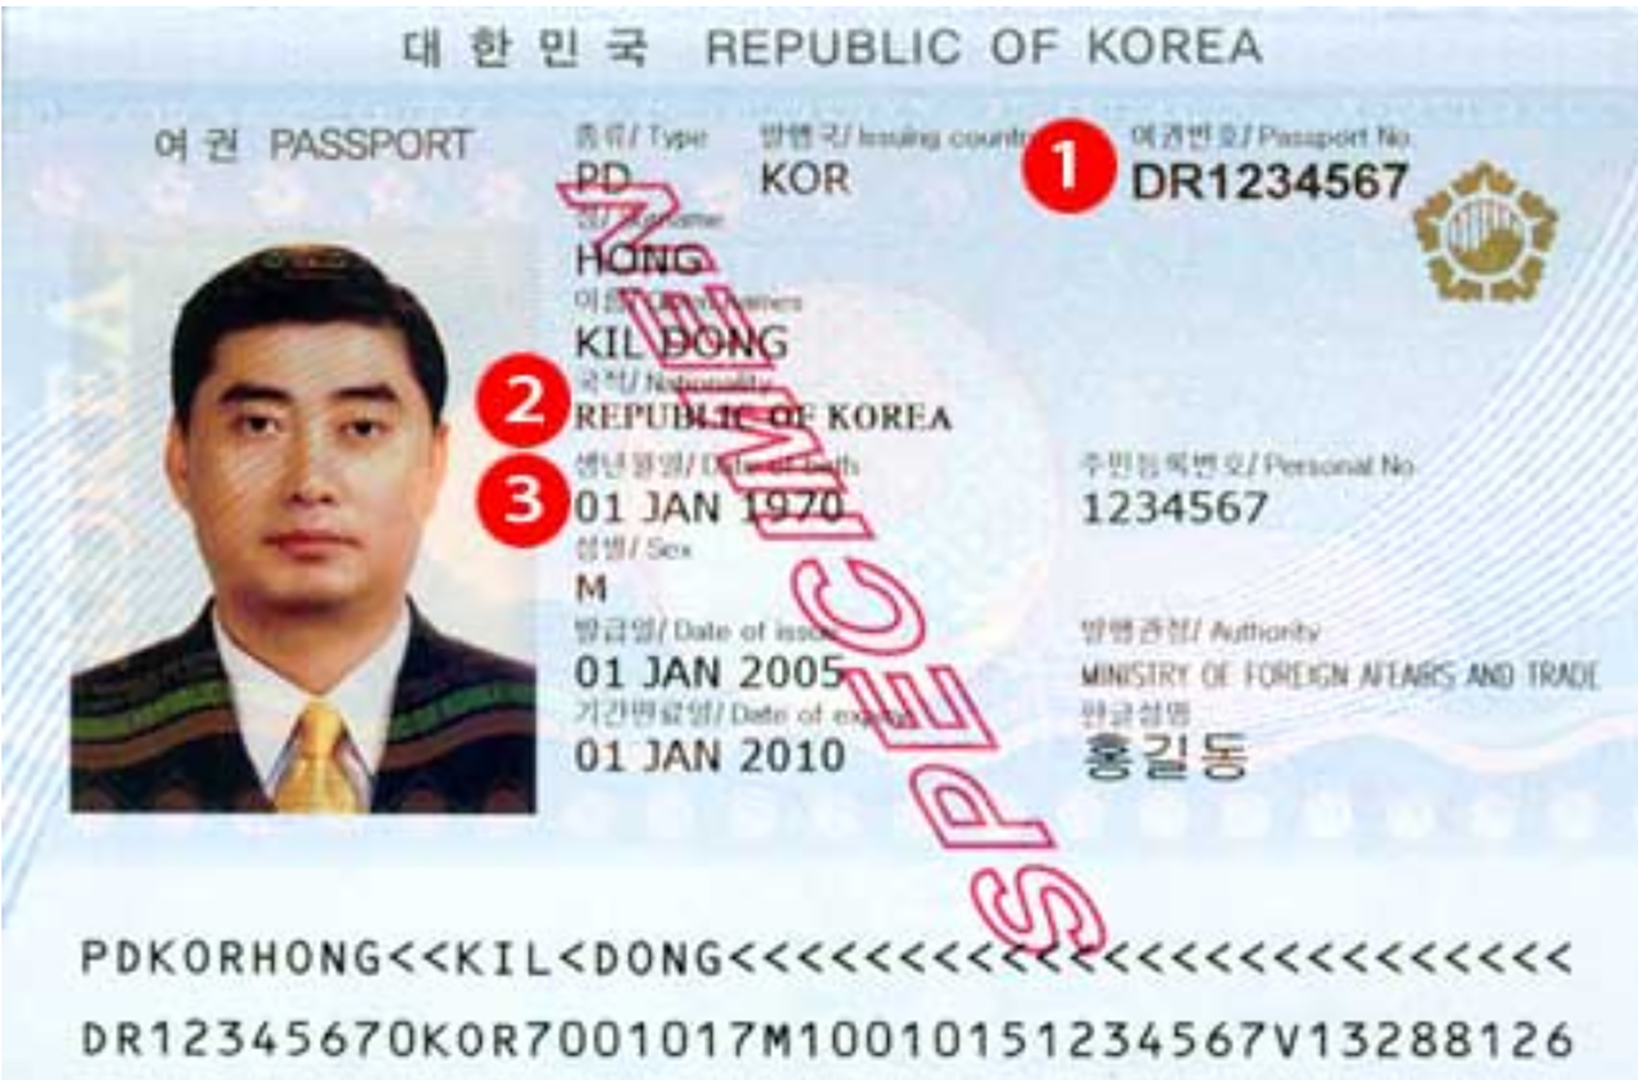 대한민국 REPUBLIC OF KOREA
여권 PASSPORT
종류/Type 발행국/Issuing country 여권번호/Passport No.
PD KOR 1 DR1234567
성/Surname
HONG
이름/Given names
KIL DONG
국적/Nationality
2 REPUBLIC OF KOREA
생년월일/Date of birth 주민등록번호/Personal No.
3 01 JAN 1970 1234567
성별/Sex
M
발급일/Date of issue 발행관청/Authority
01 JAN 2005 MINISTRY OF FOREIGN AFFAIRS AND TRADE
기간만료일/Date of expiry 한글성명
01 JAN 2010 홍길동
SPECIMEN
PDKORHONG<<KIL<DONG<<<<<<<<<<<<<<<<<<<<<<<<<
DR12345670KOR7001017M10010151234567V13288126